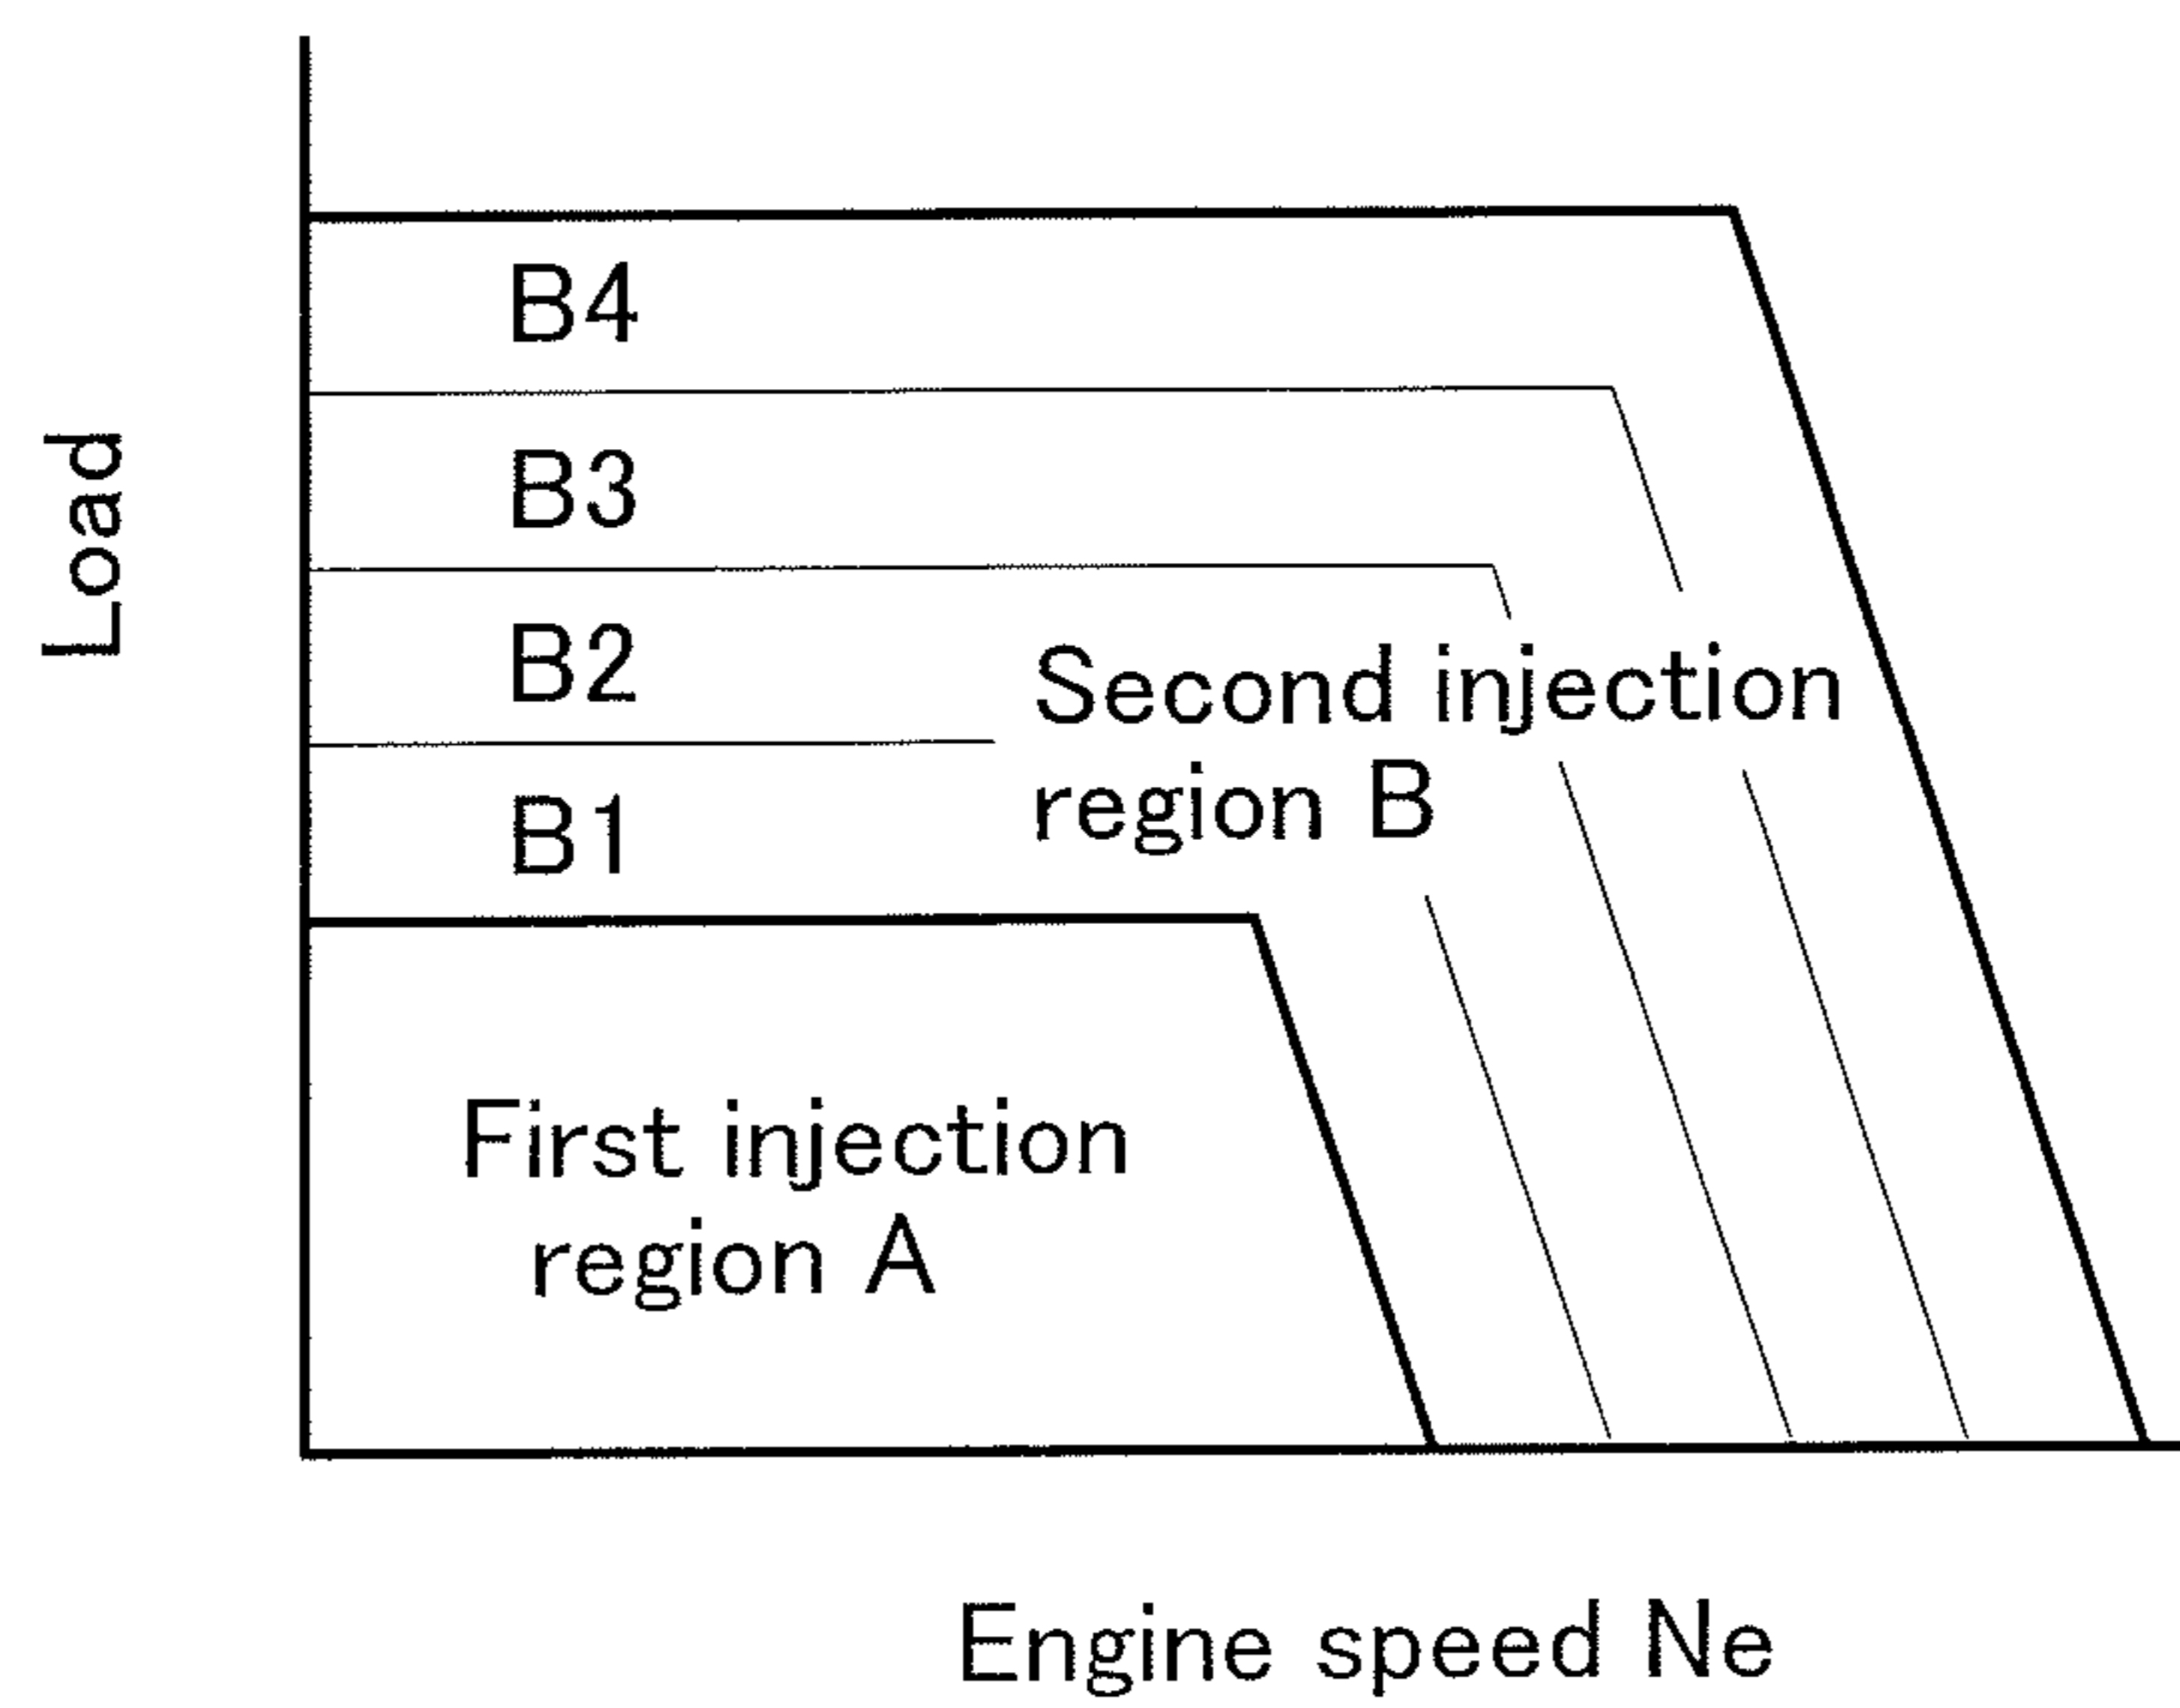 Load
B4
B3
B2
B1
Second injection
region B
First injection
region A
Engine speed Ne